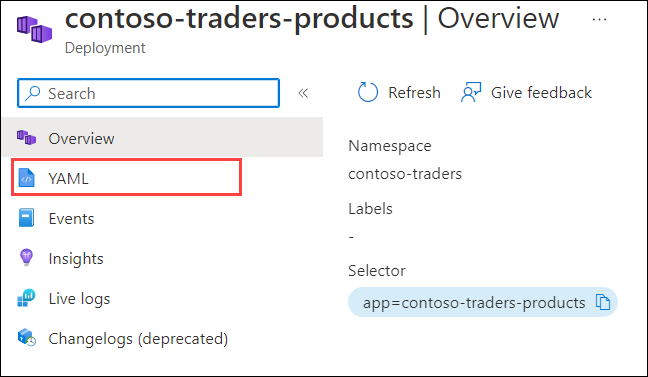 contoso-traders-products | Overview ...
Deployment
Search
«
Overview
YAML
Events
Insights
Live logs
Changelogs (deprecated)
Refresh
Give feedback
Namespace
contoso-traders
Labels
-
Selector
app=contoso-traders-products